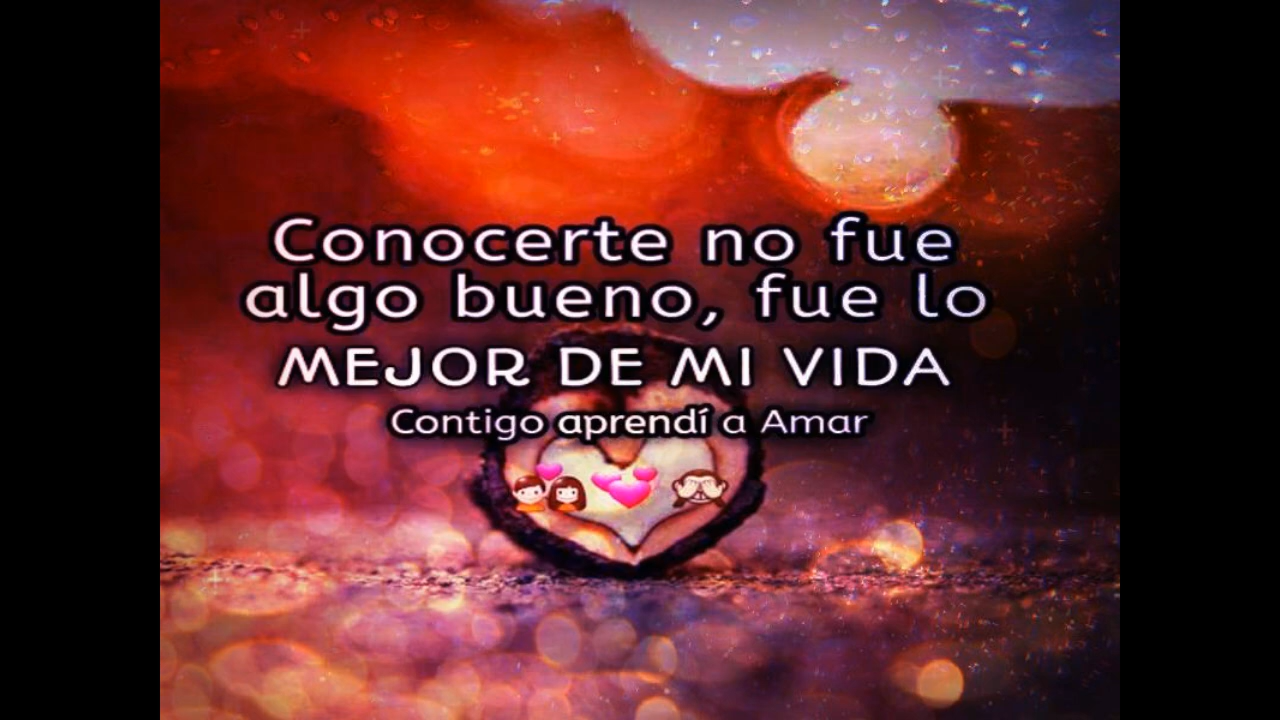 Conocerte no fue
algo bueno, fue lo
MEJOR DE MI VIDA
Contigo aprendí a Amar